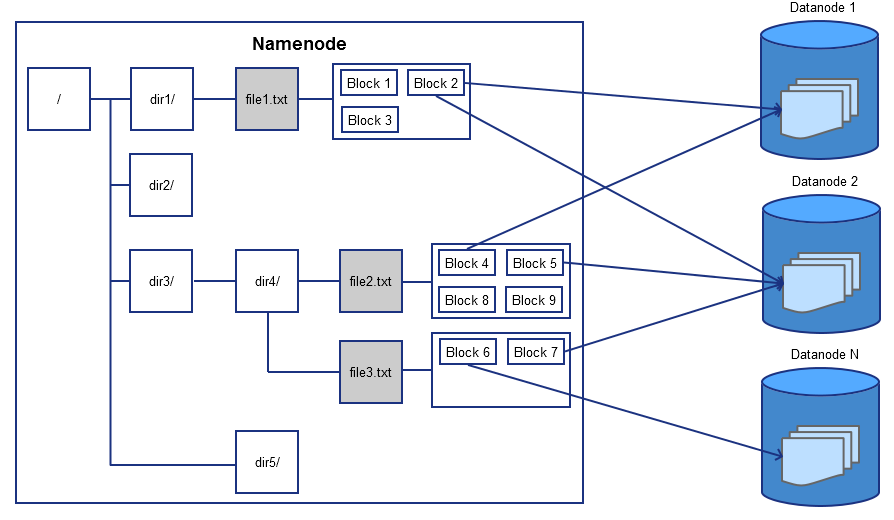 Datanode 1
Namenode
/
dir1/
file1.txt
Block 1
Block 2
Block 3
dir2/
Datanode 2
dir3/
dir4/
file2.txt
Block 4
Block 5
Block 8
Block 9
file3.txt
Block 6
Block 7
Datanode N
dir5/